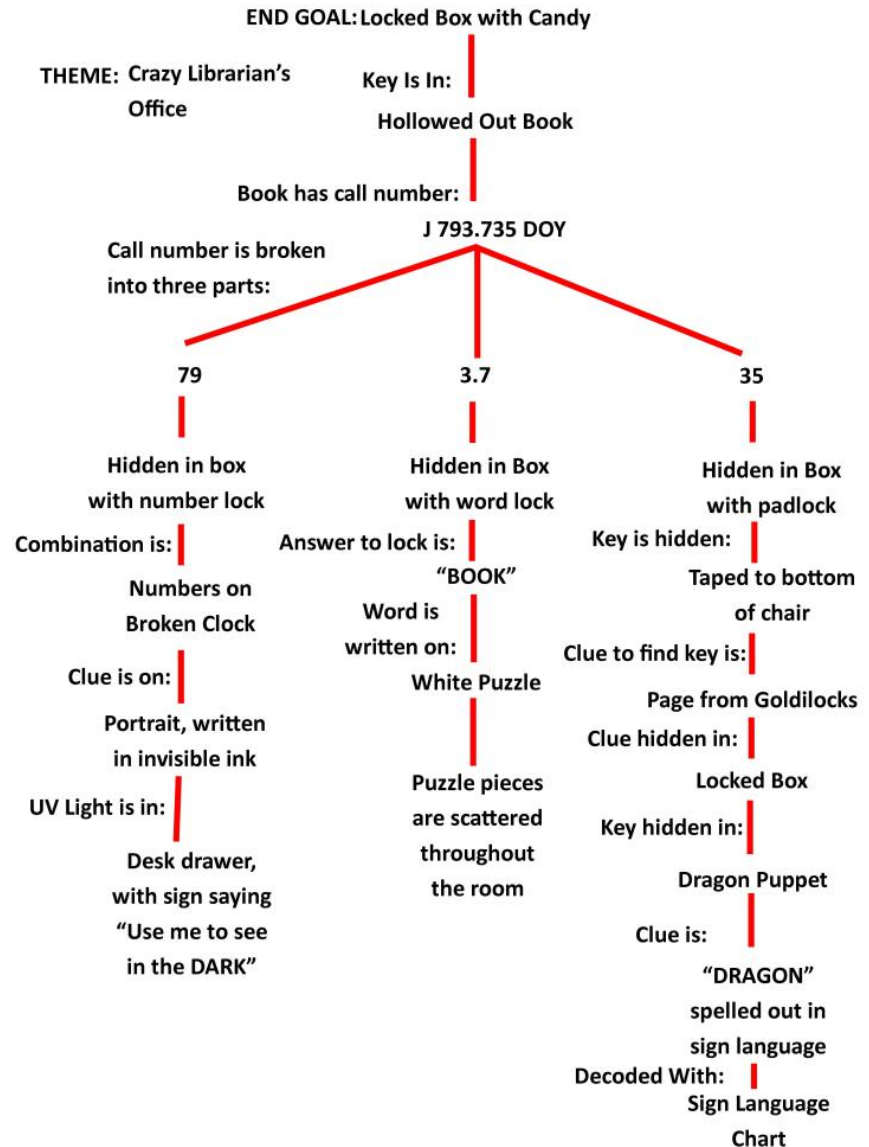 END GOAL: Locked Box with Candy
THEME: Crazy Librarian’s
Office
Key Is In:
Hollowed Out Book
Book has call number:
J 793.735 DOY
Call number is broken
into three parts:
79
Hidden in box
with number lock
Combination is:
Numbers on
Broken Clock
Clue is on:
Portrait, written
in invisible ink
UV Light is in:
Desk drawer,
with sign saying
“Use me to see
in the DARK”
3.7
Hidden in Box
with word lock
Answer to lock is:
“BOOK”
Word is
written on:
White Puzzle
Puzzle pieces
are scattered
throughout
the room
35
Hidden in Box
with padlock
Key is hidden:
Taped to bottom
of chair
Clue to find key is:
Page from Goldilocks
Clue hidden in:
Locked Box
Key hidden in:
Dragon Puppet
Clue is:
“DRAGON”
spelled out in
sign language
Decoded With:
Sign Language
Chart